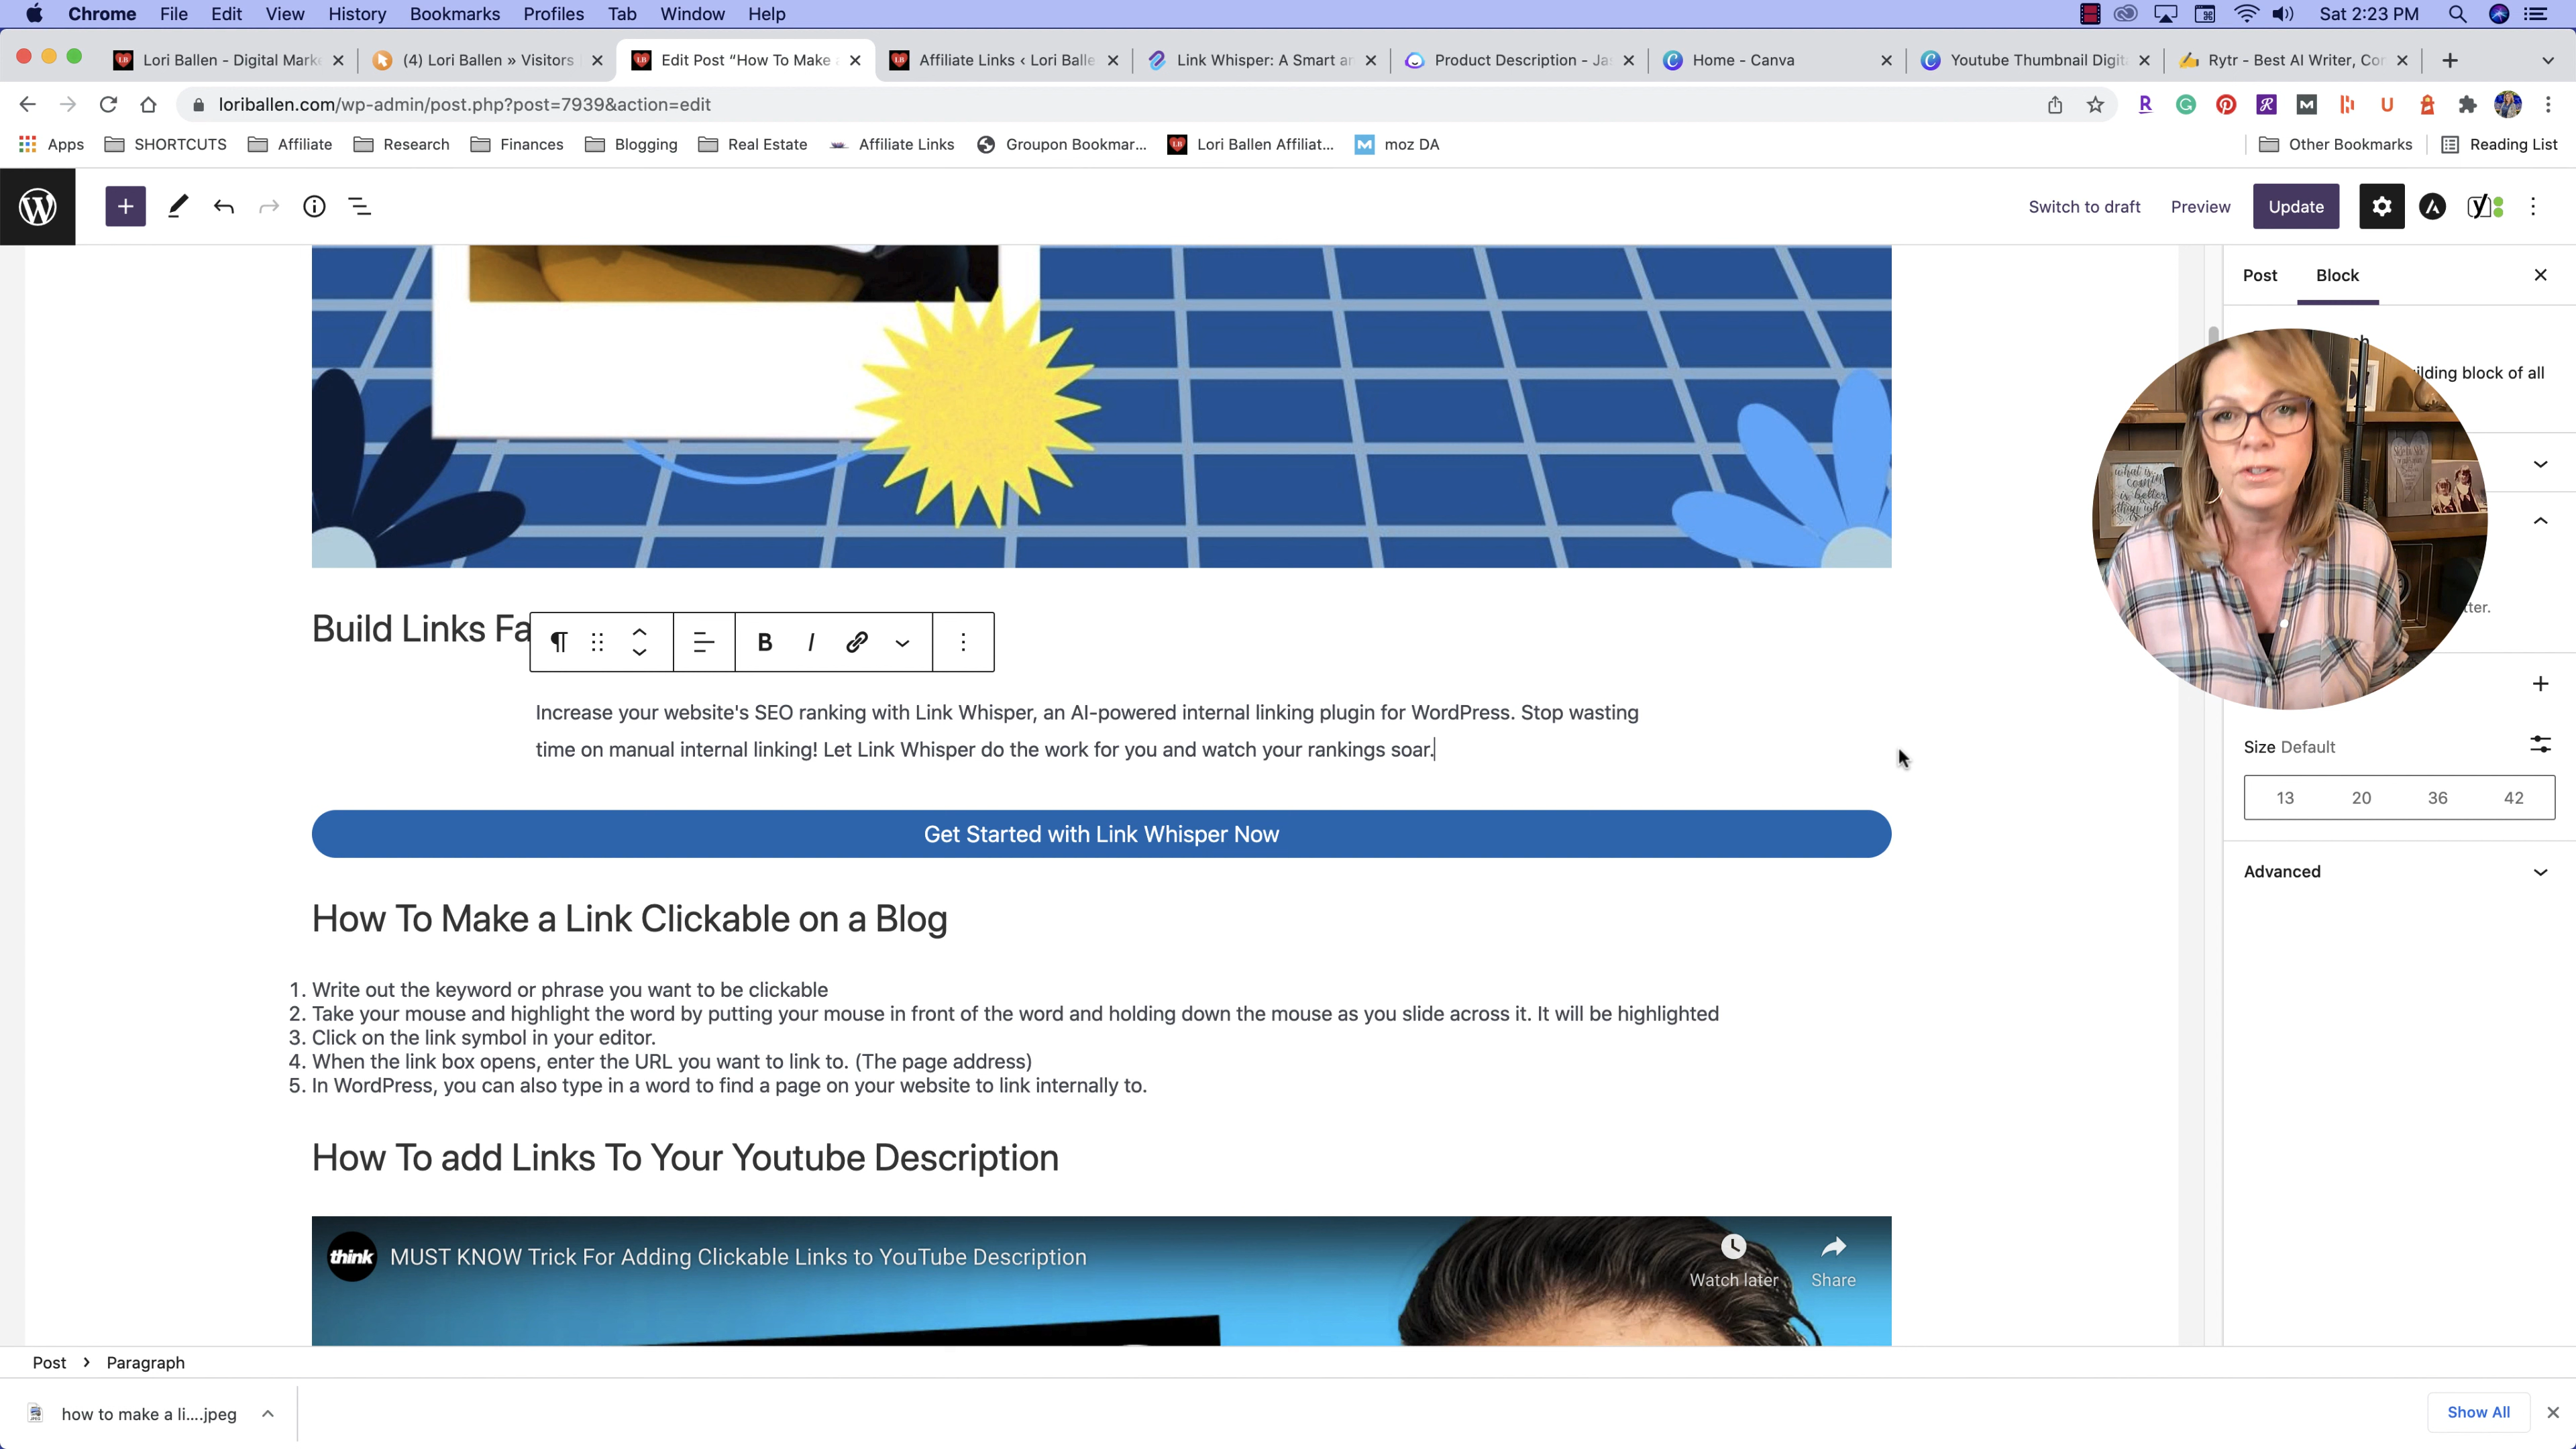 Chrome File Edit View History Bookmarks Profiles Tab Window Help Sat 2:23 PM
Lori Ballen - Digital Mark (4) Lori Ballen » Visitors Edit Post “How To Make Affiliate Links ‹ Lori Balle Link Whisper: A Smart an Product Description - Ja Home - Canva Youtube Thumbnail Digit Rytr - Best AI Writer, Con
loriballen.com/wp-admin/post.php?post=7939&action=edit
Apps SHORTCUTS Affiliate Research Finances Blogging Real Estate Affiliate Links Groupon Bookmar... Lori Ballen Affiliat... moz DA Other Bookmarks Reading List
Switch to draft Preview Update
Post Block
ilding block of all
Build Links Fa
B I
tter.
Increase your website's SEO ranking with Link Whisper, an AI-powered internal linking plugin for WordPress. Stop wasting
time on manual internal linking! Let Link Whisper do the work for you and watch your rankings soar.
Size Default
13 20 36 42
Get Started with Link Whisper Now
Advanced
How To Make a Link Clickable on a Blog
1. Write out the keyword or phrase you want to be clickable
2. Take your mouse and highlight the word by putting your mouse in front of the word and holding down the mouse as you slide across it. It will be highlighted
3. Click on the link symbol in your editor.
4. When the link box opens, enter the URL you want to link to. (The page address)
5. In WordPress, you can also type in a word to find a page on your website to link internally to.
How To add Links To Your Youtube Description
think MUST KNOW Trick For Adding Clickable Links to YouTube Description
Watch later Share
Post › Paragraph
how to make a li....jpeg
Show All